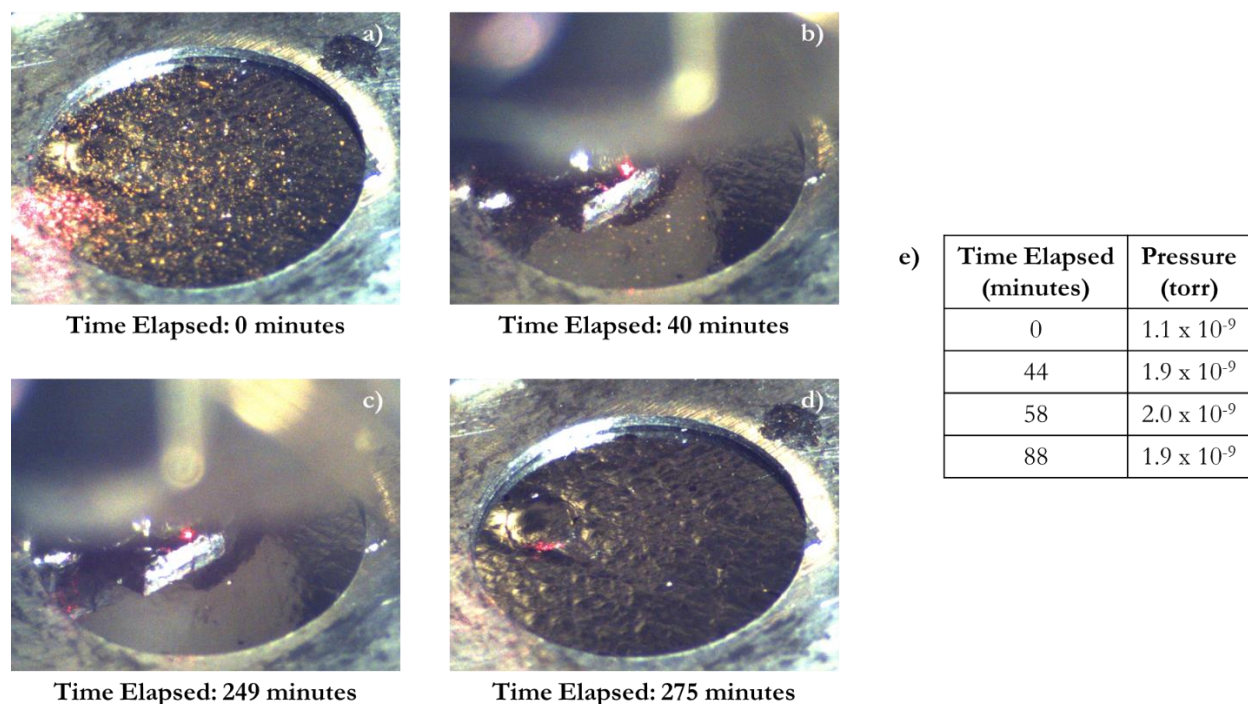 a)
b)
Time Elapsed: 0 minutes
Time Elapsed: 40 minutes
c)
d)
Time Elapsed: 249 minutes
Time Elapsed: 275 minutes
e)
Time Elapsed (minutes)
Pressure (torr)
0 1.1 x 10⁻⁹
44 1.9 x 10⁻⁹
58 2.0 x 10⁻⁹
88 1.9 x 10⁻⁹